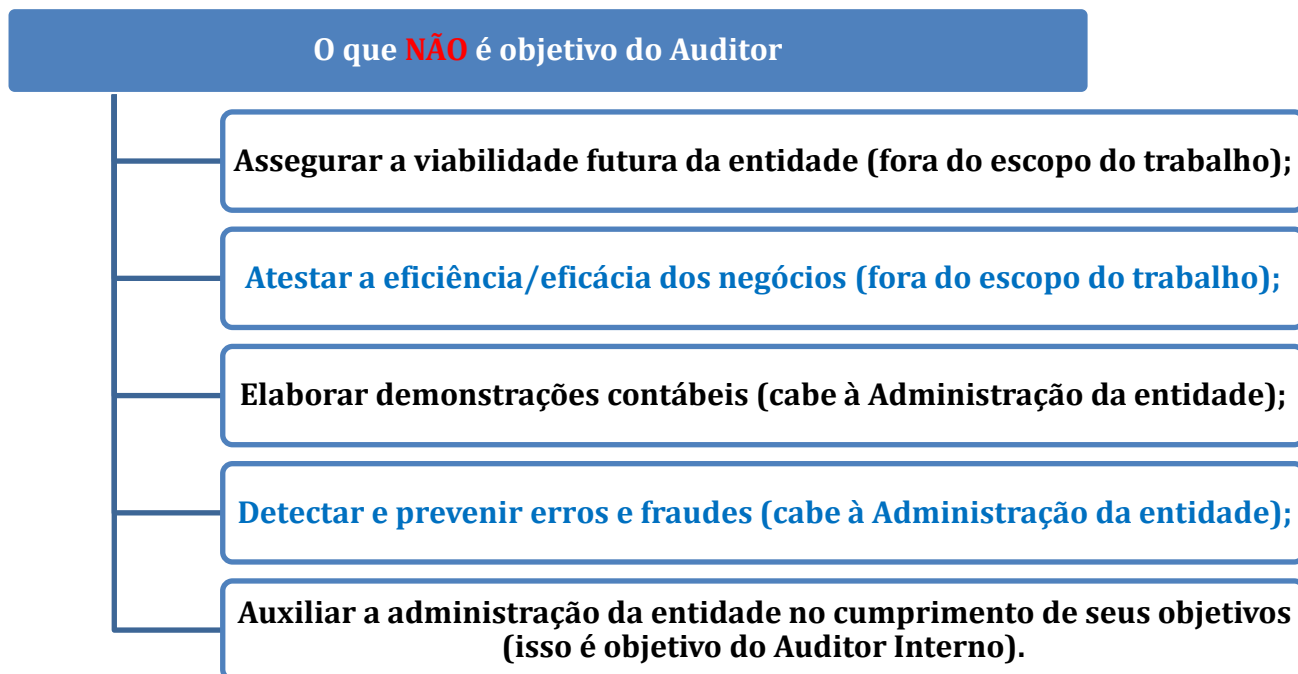 O que NÃO é objetivo do Auditor
Assegurar a viabilidade futura da entidade (fora do escopo do trabalho);
Atestar a eficiência/eficácia dos negócios (fora do escopo do trabalho);
Elaborar demonstrações contábeis (cabe à Administração da entidade);
Detectar e prevenir erros e fraudes (cabe à Administração da entidade);
Auxiliar a administração da entidade no cumprimento de seus objetivos
(isso é objetivo do Auditor Interno).